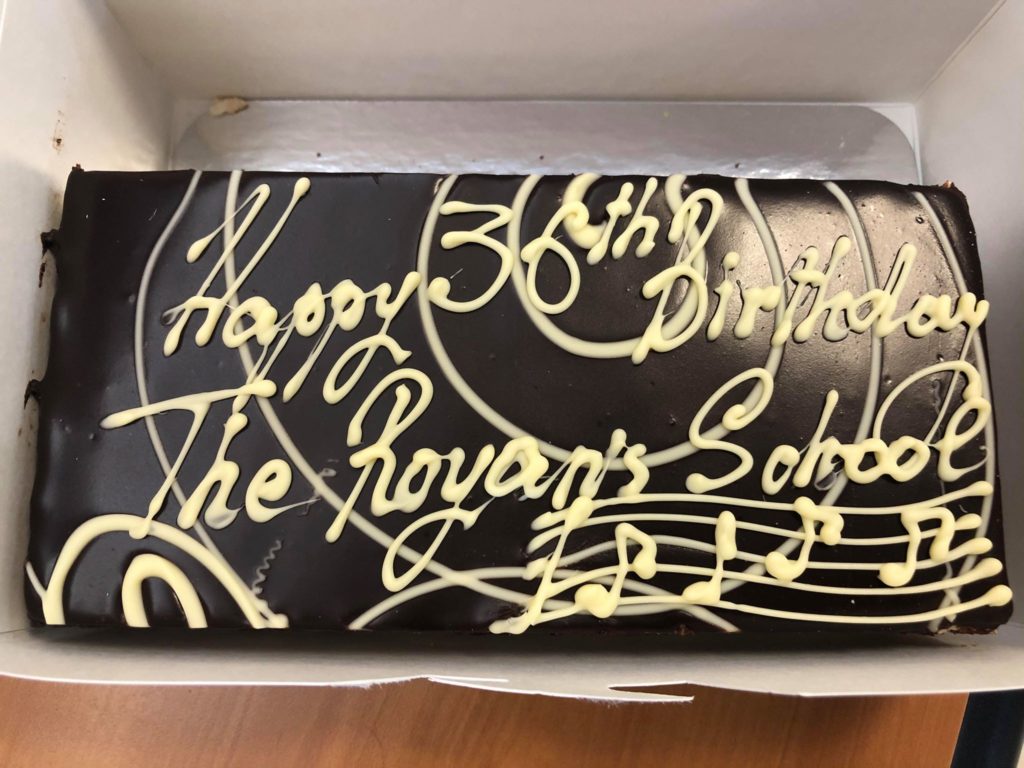 Happy 36th Birthday
The Royan's School